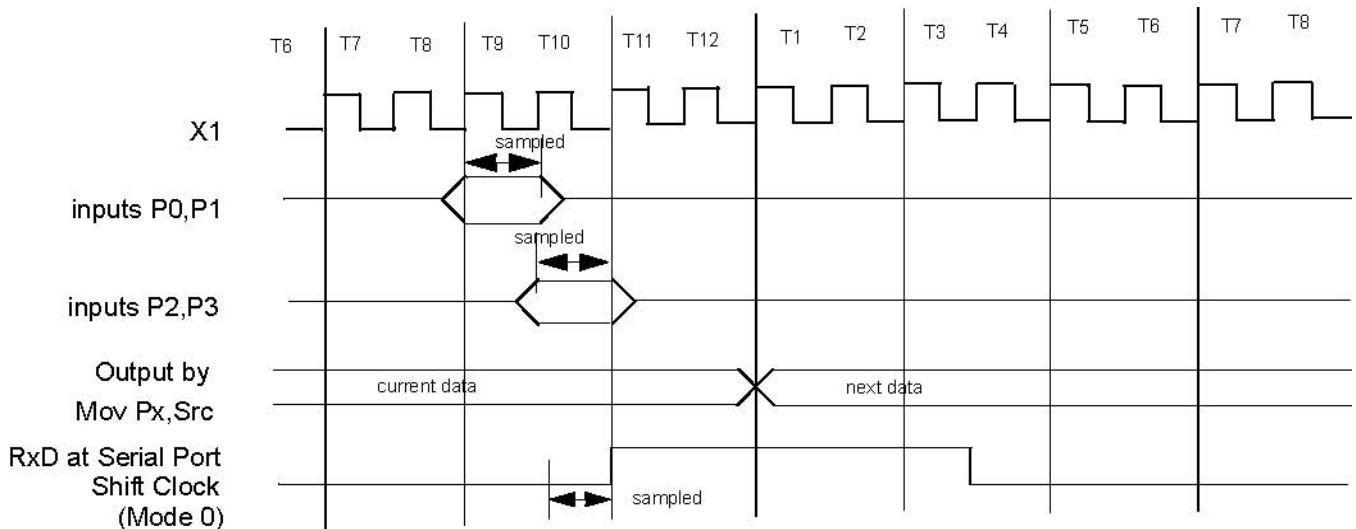 T6 T7 T8 T9 T10 T11 T12 T1 T2 T3 T4 T5 T6 T7 T8
X1
sampled
inputs P0,P1
sampled
inputs P2,P3
Output by
current data next data
Mov Px,Src
RxD at Serial Port
Shift Clock
sampled
(Mode 0)